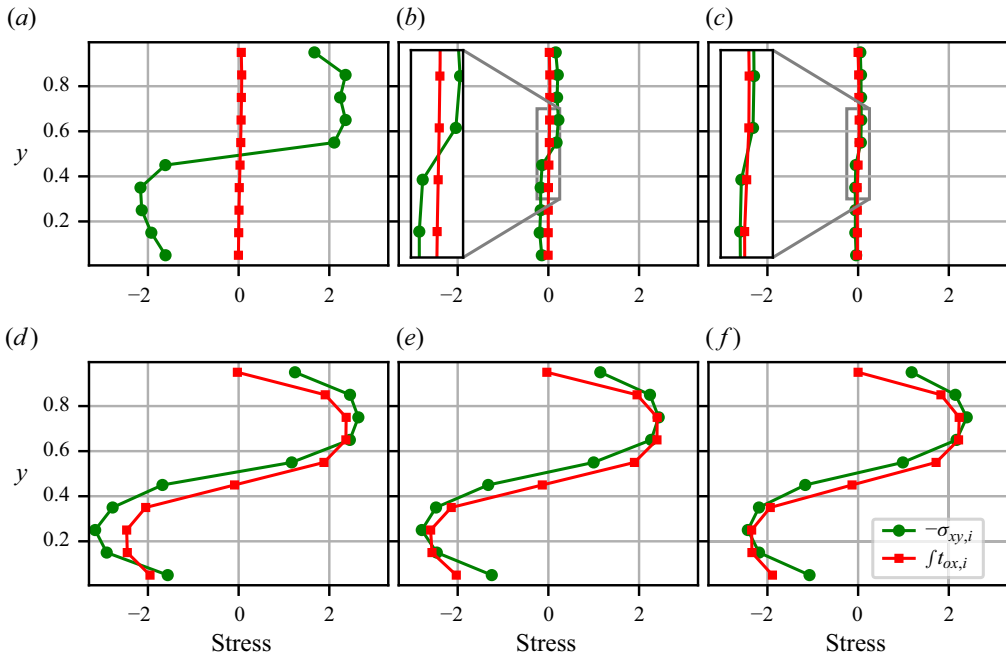 (a) (b) (c)
y
0.8
0.6
0.4
0.2
−2 0 2 −2 0 2 −2 0 2
(d) (e) (f)
y
0.8
0.6
0.4
0.2
−σxy,i
∫tox,i
−2 0 2 −2 0 2 −2 0 2
Stress Stress Stress